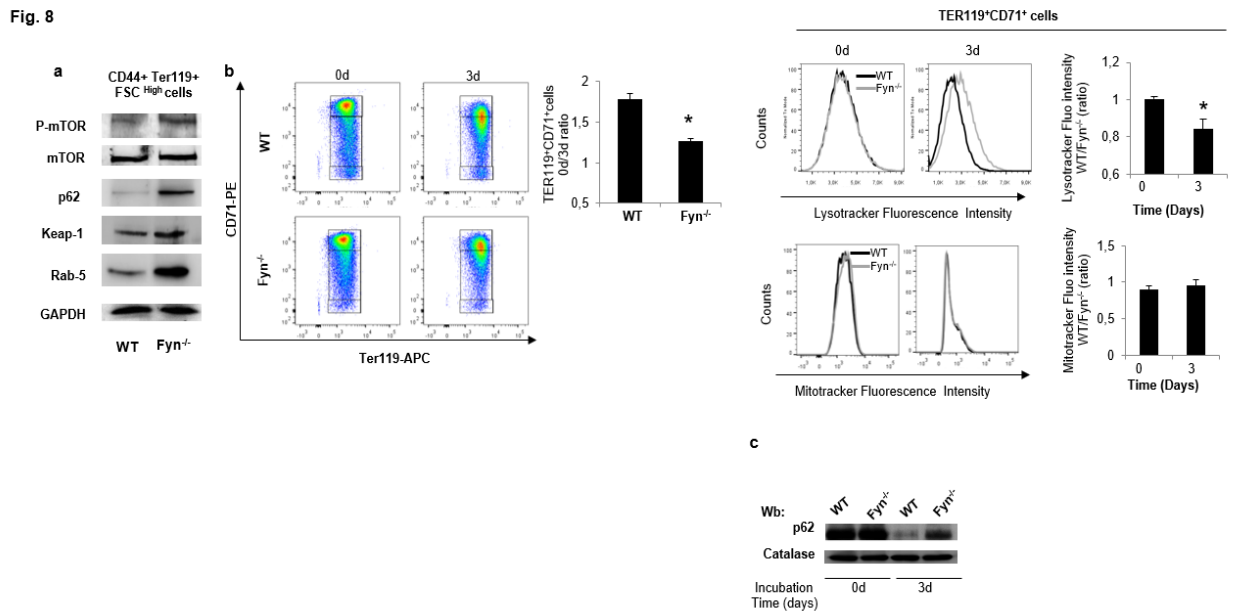 Fig. 8
a
CD44+ Ter119+
FSC High cells
P-mTOR
mTOR
p62
Keap-1
Rab-5
GAPDH
WT Fyn-/-
b
0d 3d
WT
Fyn-/-
CD71-PE
Ter119-APC
TER119+CD71+cells
0d/3d ratio
2
1,5
1
0,5
*
WT Fyn-/-
TER119+CD71+ cells
0d 3d
WT
Fyn-/-
Counts
Lysotracker Fluorescence Intensity
Lysotracker Fluo intensity
WT/Fyn-/- (ratio)
1,2
1
0,8
0,6
*
0 3
Time (Days)
WT
Fyn-/-
Counts
Mitotracker Fluorescence Intensity
Mitotracker Fluo intensity
WT/Fyn-/- (ratio)
1,5
1
0,5
0
0 3
Time (Days)
c
Wb: WT Fyn-/- WT Fyn-/-
p62
Catalase
Incubation 0d 3d
Time (days)